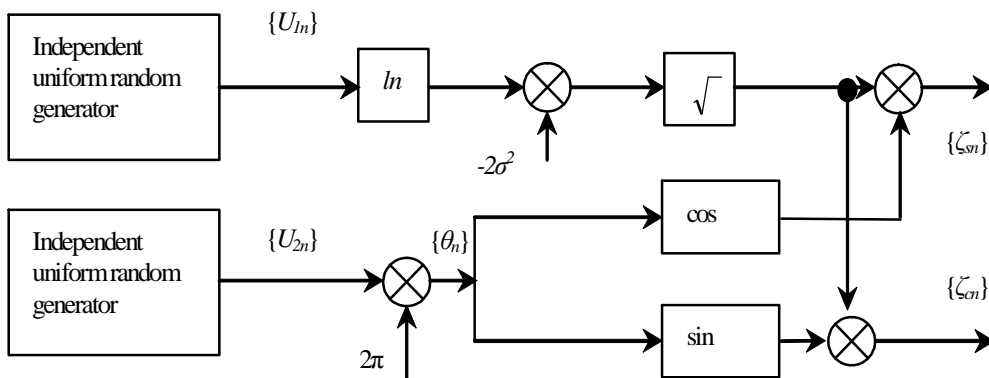 Independent
uniform random
generator
{U1n}
ln
-2σ²
√
{ζsn}
Independent
uniform random
generator
{U2n}
2π
{θn}
cos
sin
{ζcn}